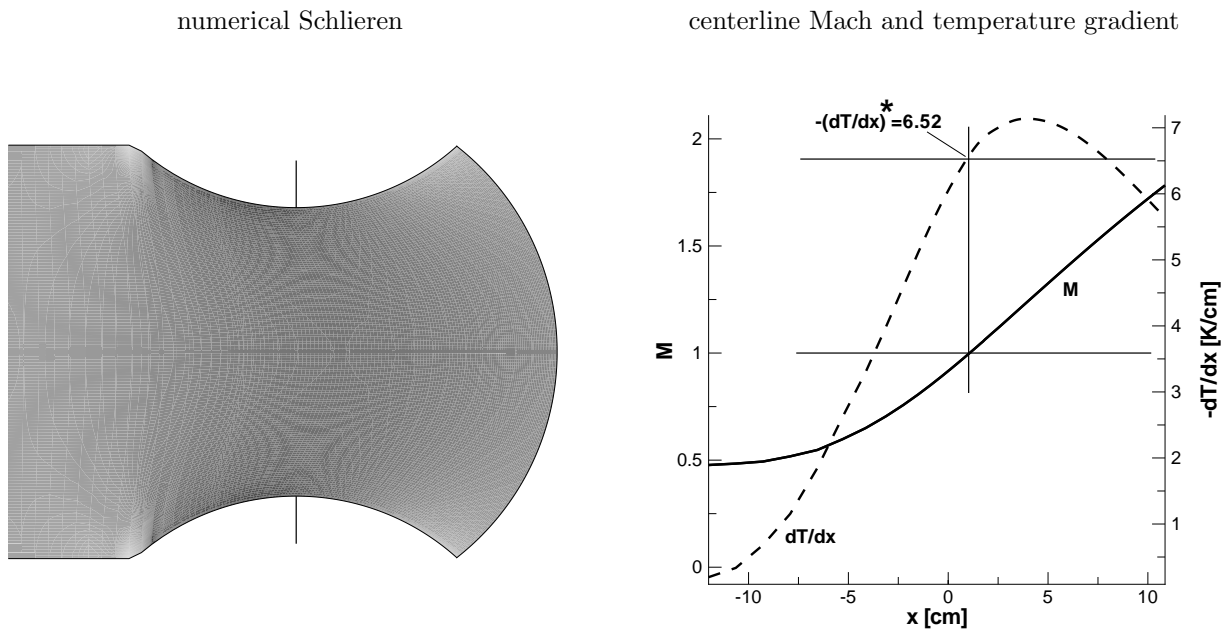 numerical Schlieren
centerline Mach and temperature gradient
*
-(dT/dx) =6.52
2
1.5
1
0.5
0
M
7
6
5
4
3
2
1
-dT/dx [K/cm]
M
dT/dx
-10
-5
0
5
10
x [cm]